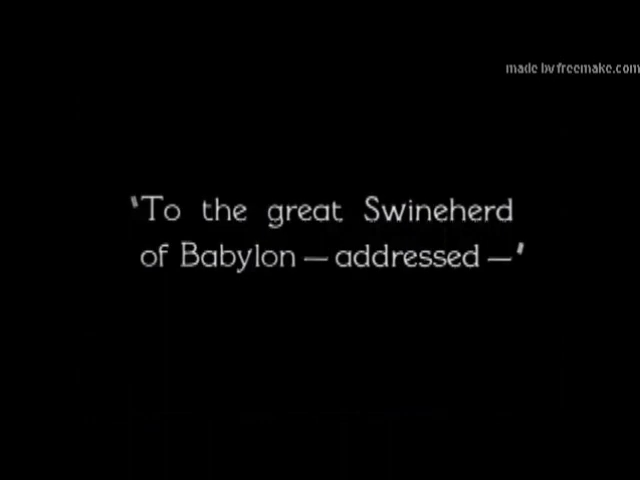 made by freemake.com
'To the great Swineherd
of Babylon — addressed —'